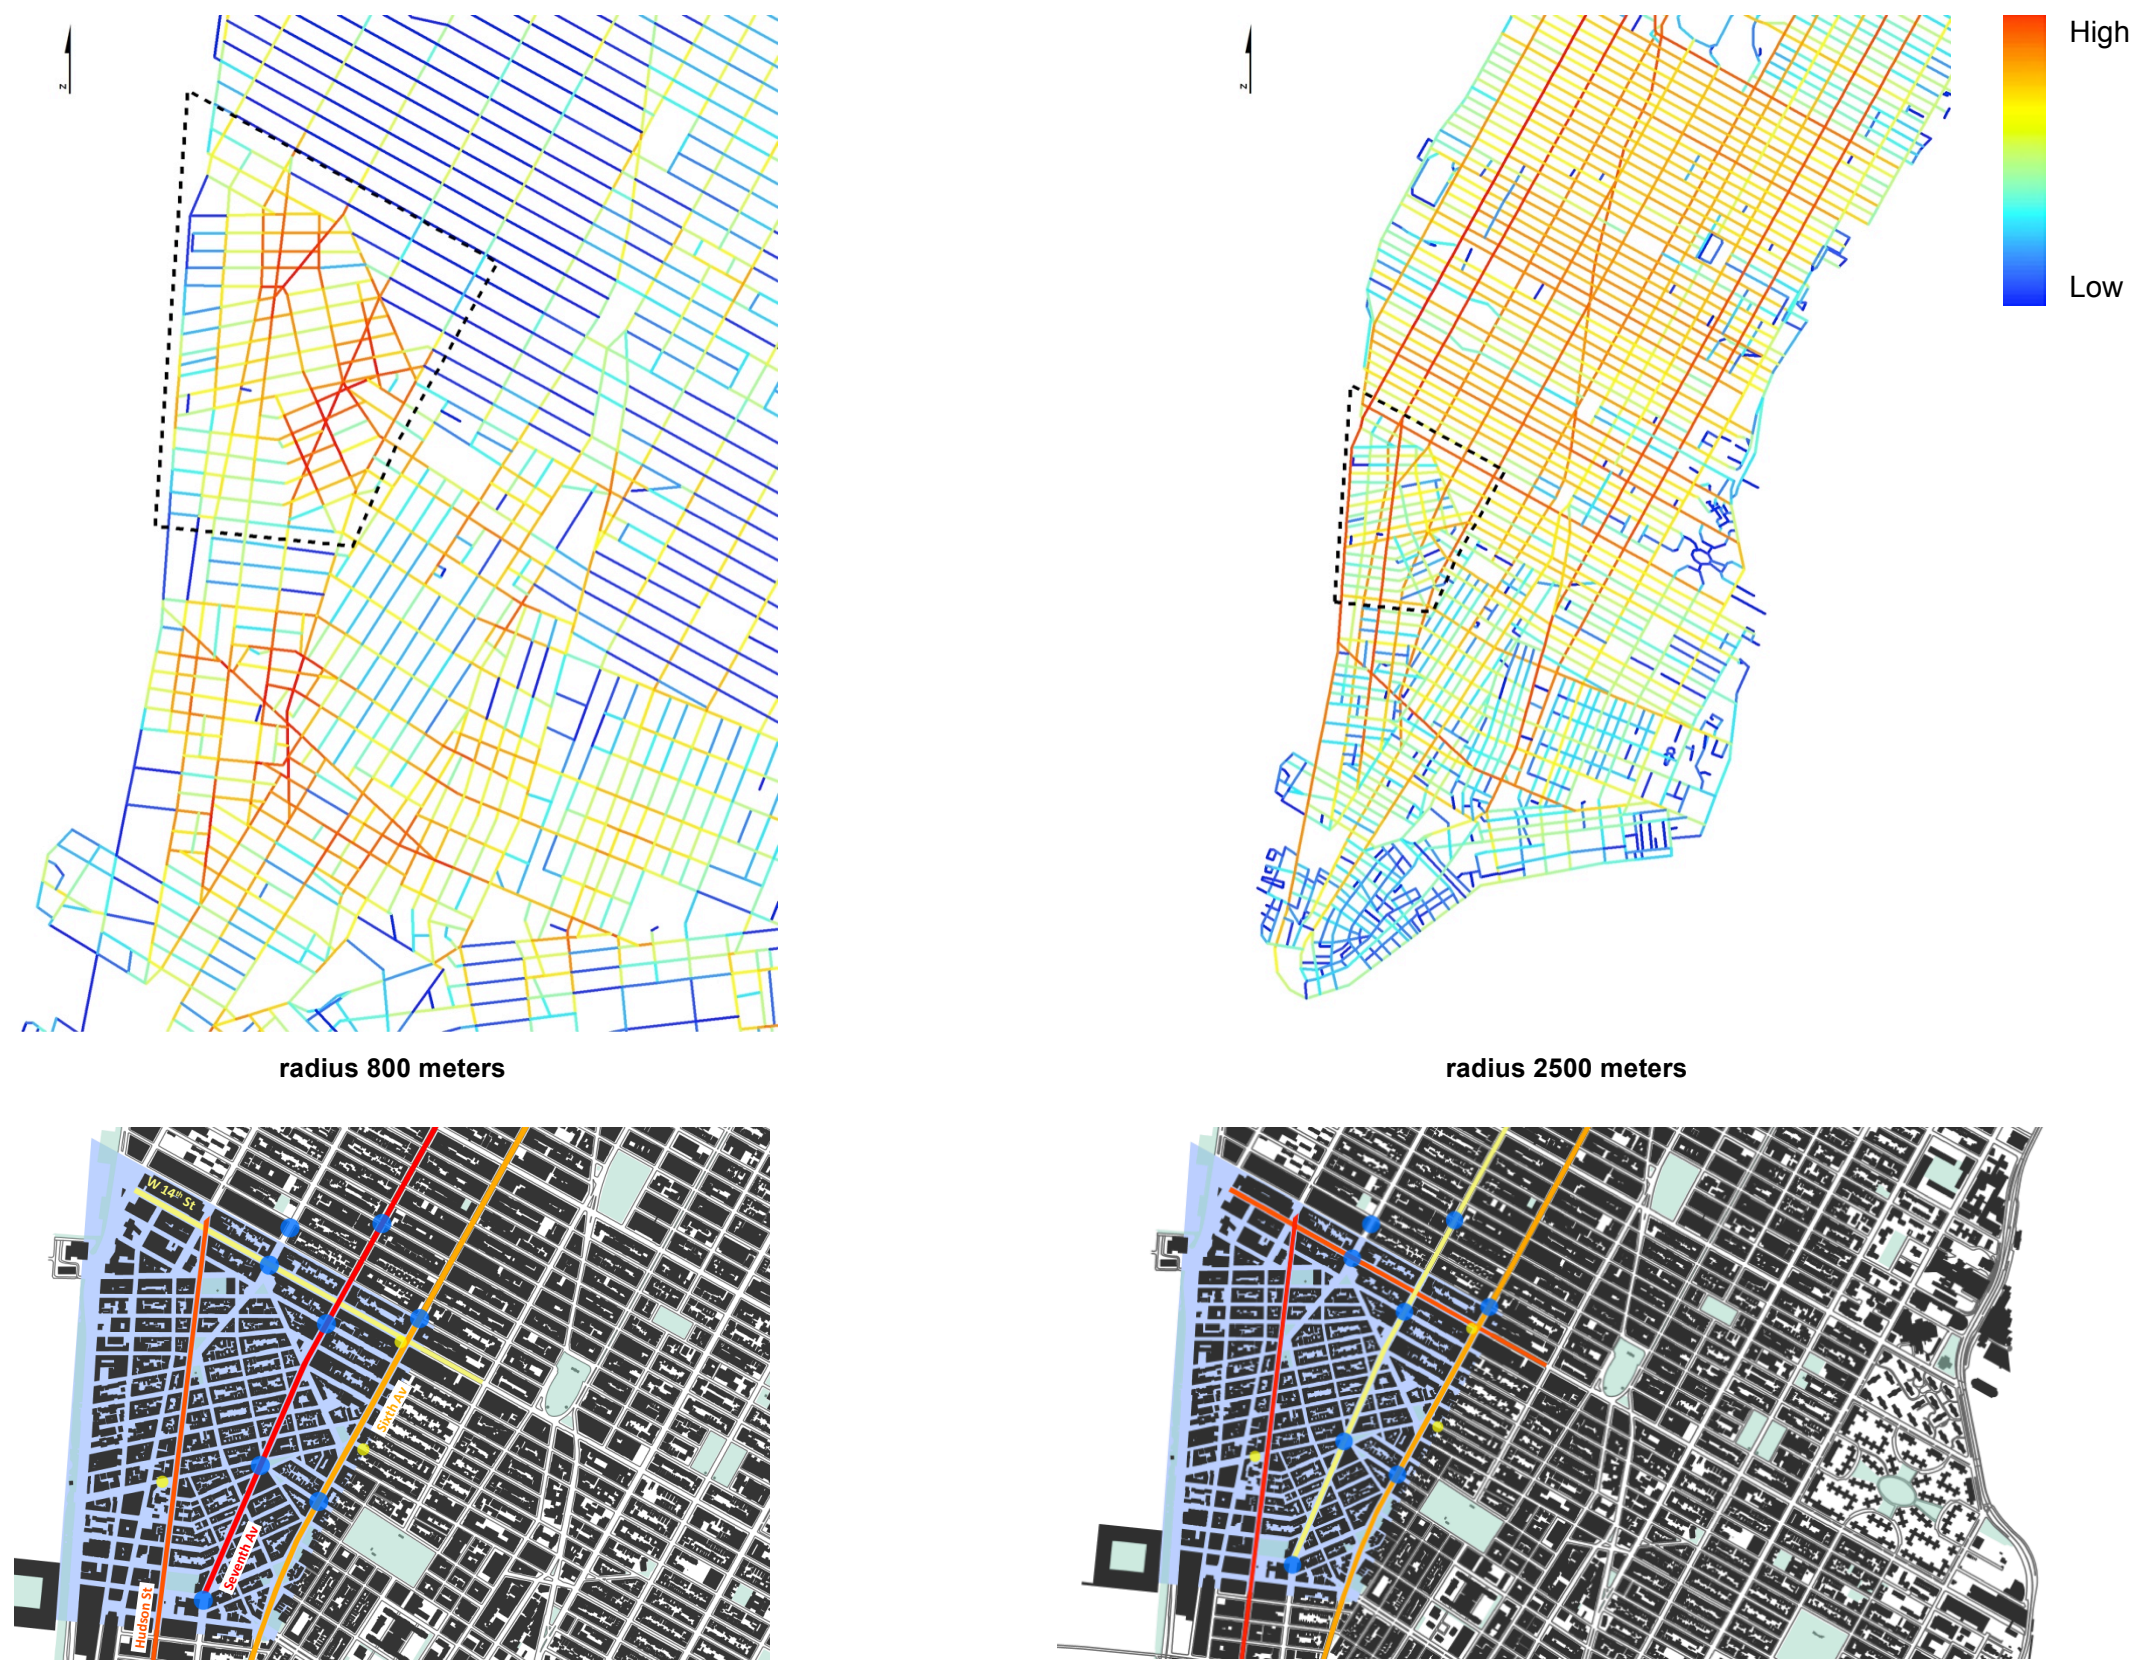 z
z
High
Low
radius 800 meters
radius 2500 meters
W 14th St
Sixth Av
Seventh Av
Hudson St